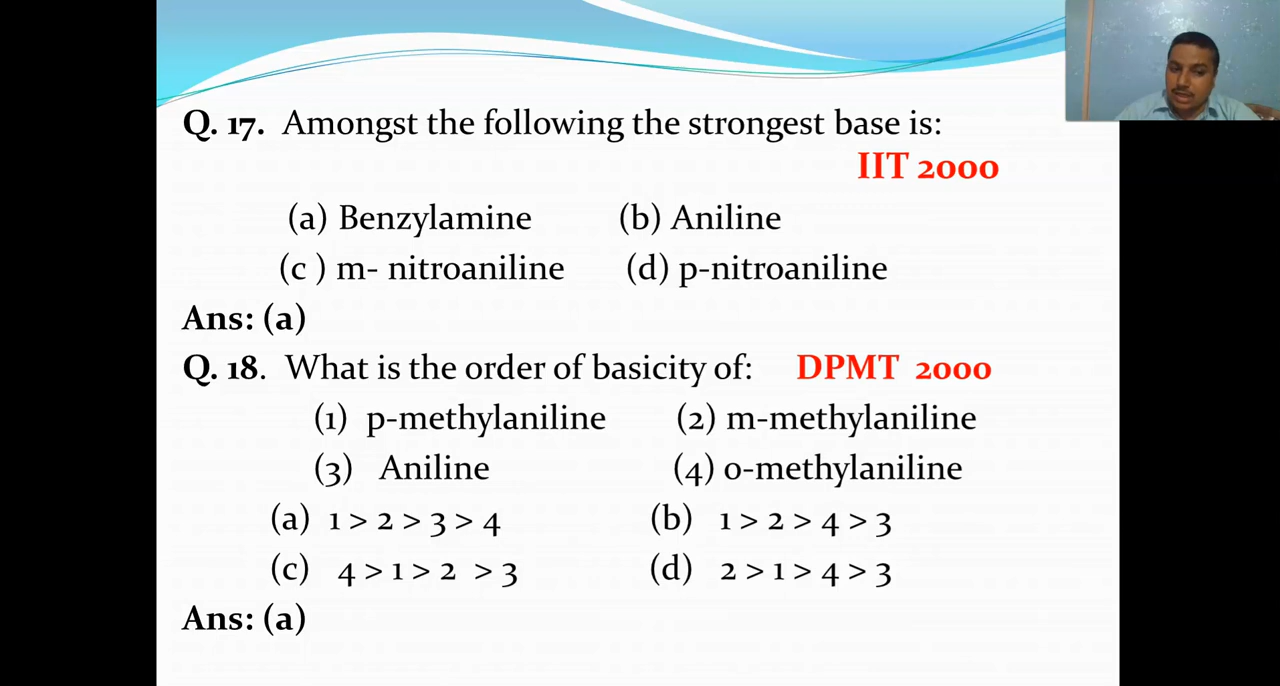 Q. 17. Amongst the following the strongest base is:
IIT 2000
(a) Benzylamine (b) Aniline
(c ) m- nitroaniline (d) p-nitroaniline
Ans: (a)
Q. 18. What is the order of basicity of: DPMT 2000
(1) p-methylaniline (2) m-methylaniline
(3) Aniline (4) o-methylaniline
(a) 1 > 2 > 3 > 4 (b) 1 > 2 > 4 > 3
(c) 4 > 1 > 2 > 3 (d) 2 > 1 > 4 > 3
Ans: (a)